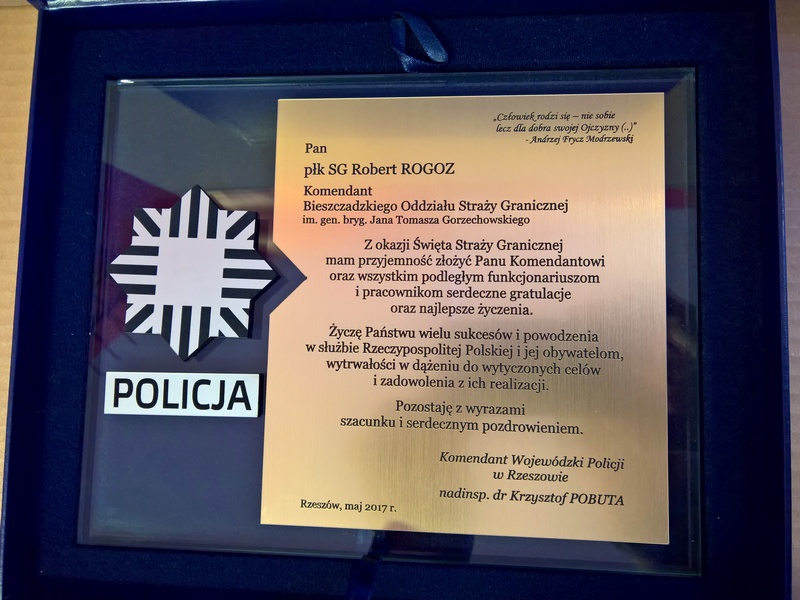 „Człowiek rodzi się – nie sobie
lecz dla dobra swojej Ojczyzny (..)”
- Andrzej Frycz Modrzewski
Pan
płk SG Robert ROGOZ
Komendant
Bieszczadzkiego Oddziału Straży Granicznej
im. gen. bryg. Jana Tomasza Gorzechowskiego
Z okazji Święta Straży Granicznej
mam przyjemność złożyć Panu Komendantowi
oraz wszystkim podległym funkcjonariuszom
i pracownikom serdeczne gratulacje
oraz najlepsze życzenia.
Życzę Państwu wielu sukcesów i powodzenia
w służbie Rzeczypospolitej Polskiej i jej obywatelom,
wytrwałości w dążeniu do wytyczonych celów
i zadowolenia z ich realizacji.
Pozostaję z wyrazami
szacunku i serdecznym pozdrowieniem.
Komendant Wojewódzki Policji
w Rzeszowie
nadinsp. dr Krzysztof POBUTA
Rzeszów, maj 2017 r.
POLICJA